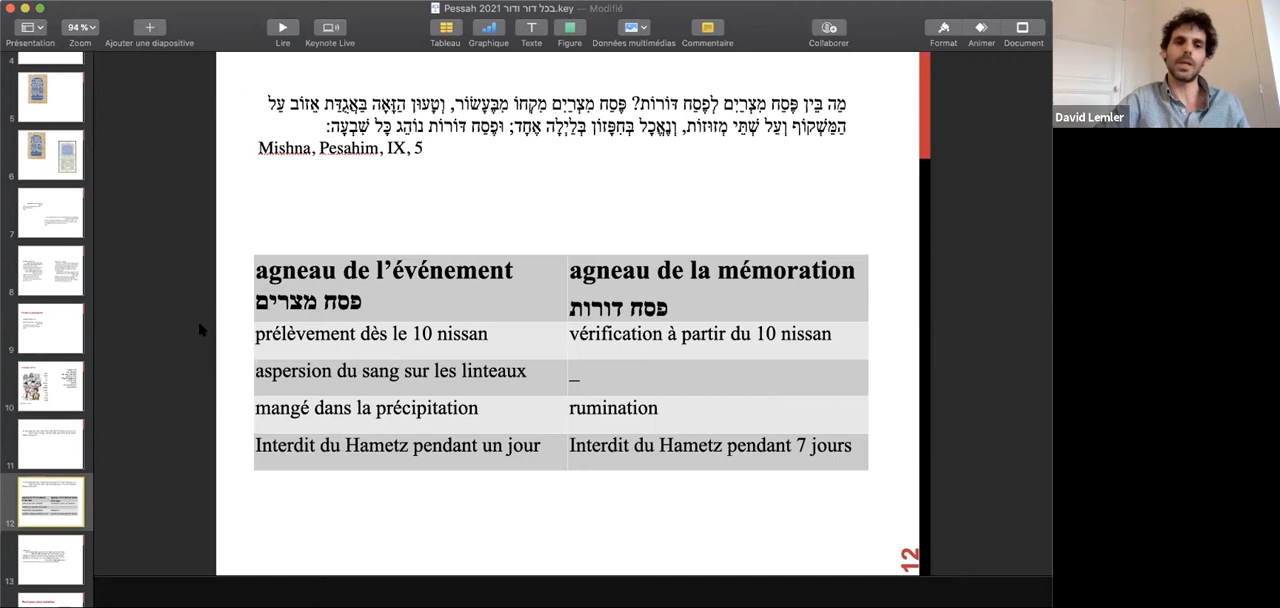 Pessah 2021 בכל דור ודור.key — Modifié
94 %
Présentation
Zoom
Ajouter une diapositive
Lire
Keynote Live
Tableau
Graphique
Texte
Figure
Données multimédias
Commentaire
Collaborer
Format
Animer
Document
David Lemler
4
5
6
7
8
9
10
11
12
13
מַה בֵּין פֶּסַח מִצְרַיִם לְפֶסַח דּוֹרוֹת? פֶּסַח מִצְרַיִם מִקְחוֹ מִבֶּעָשׂוֹר, וְטָעוּן הַזָּאָה בַּאֲגֻדַּת אֵזוֹב עַל
הַמַּשְׁקוֹף וְעַל שְׁתֵּי מְזוּזוֹת, וְנֶאֱכָל בְּחִפָּזוֹן בְּלַיְלָה אֶחָד; וּפֶסַח דּוֹרוֹת נוֹהֵג כָּל שִׁבְעָה:
Mishna, Pesahim, IX, 5
agneau de l’événement
פסח מצרים
agneau de la mémoration
פסח דורות
prélèvement dès le 10 nissan
vérification à partir du 10 nissan
aspersion du sang sur les linteaux
_
mangé dans la précipitation
rumination
Interdit du Hametz pendant un jour
Interdit du Hametz pendant 7 jours
12